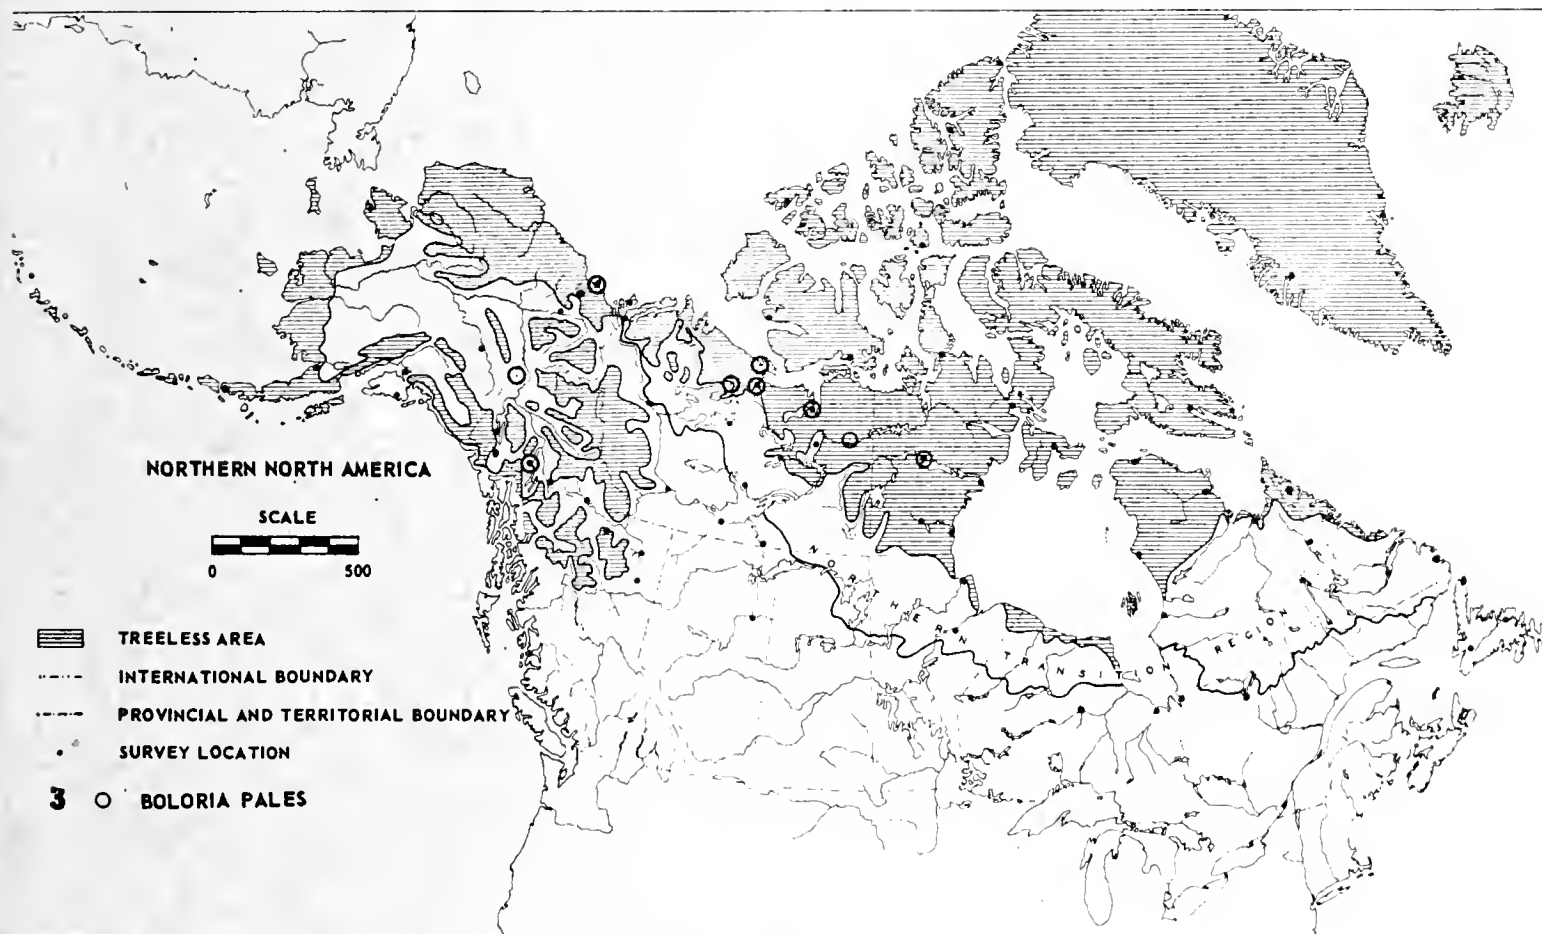 NORTHERN NORTH AMERICA
SCALE
0 500
TREELESS AREA
INTERNATIONAL BOUNDARY
PROVINCIAL AND TERRITORIAL BOUNDARY
SURVEY LOCATION
3 BOLORIA PALES
NORTHERN TRANSITION REGION